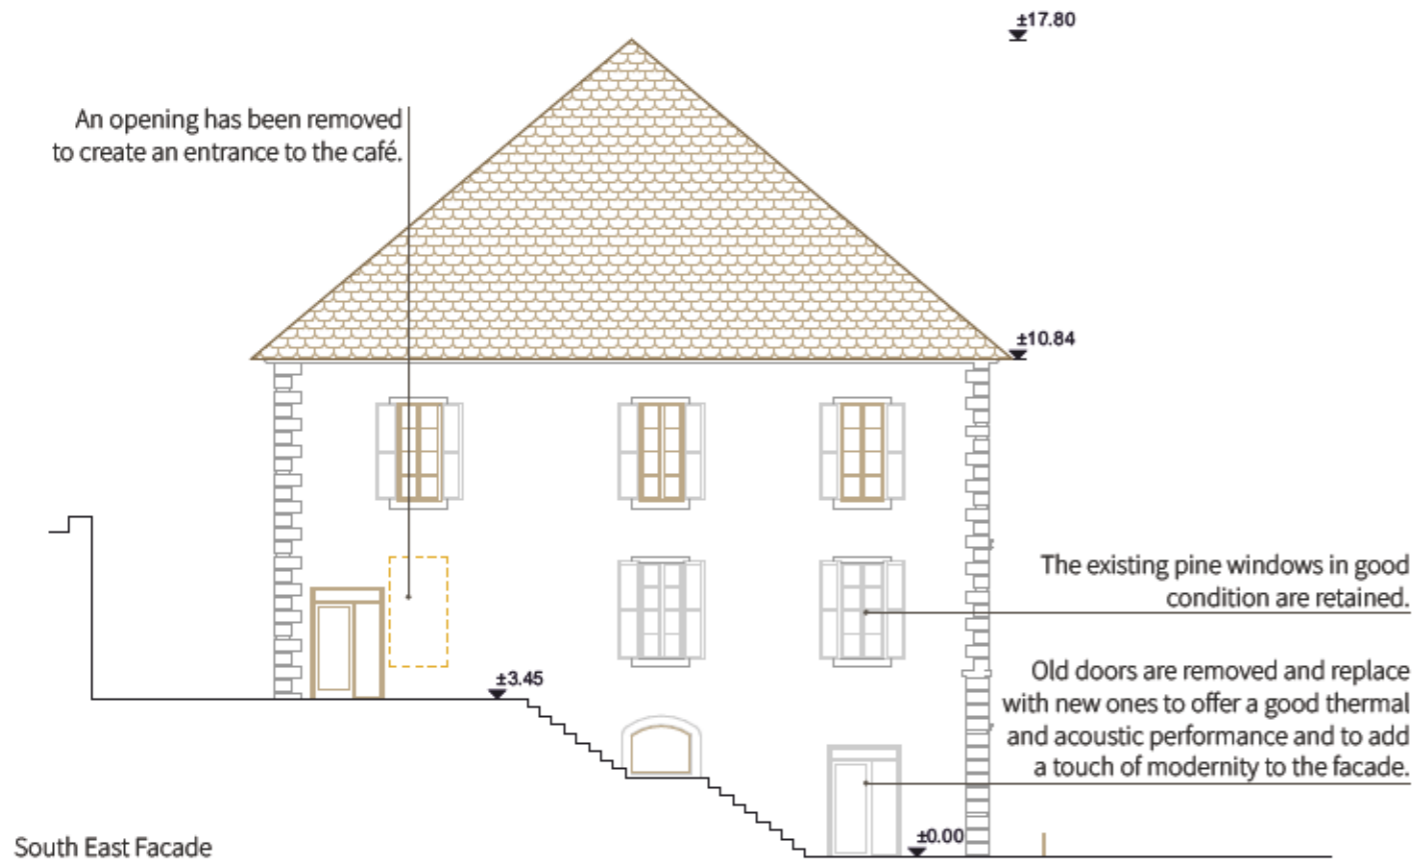 ±17.80
An opening has been removed
to create an entrance to the café.
±10.84
The existing pine windows in good
condition are retained.
±3.45
Old doors are removed and replace
with new ones to offer a good thermal
and acoustic performance and to add
a touch of modernity to the facade.
±0.00
South East Facade